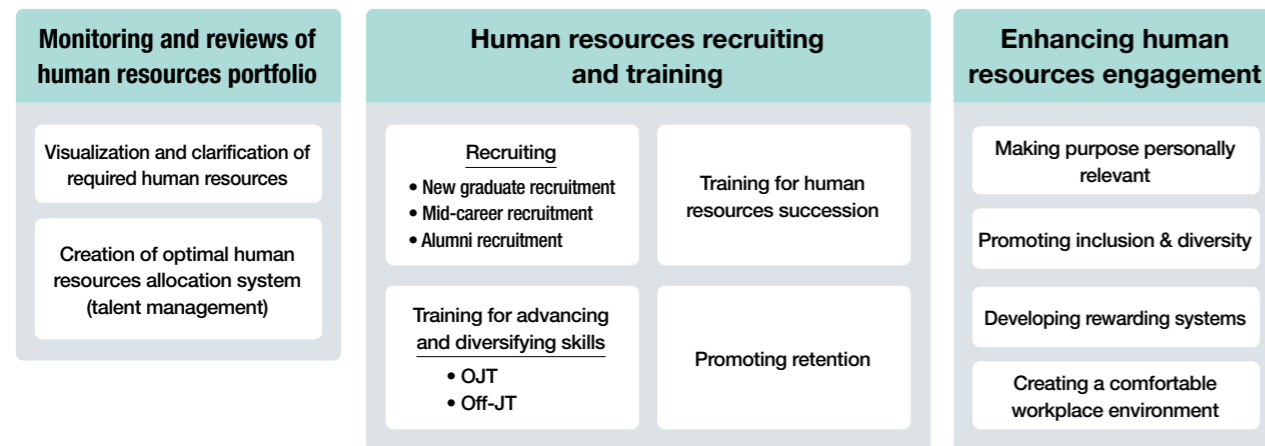 Monitoring and reviews of
human resources portfolio
Visualization and clarification of
required human resources
Creation of optimal human
resources allocation system
(talent management)
Human resources recruiting
and training
Recruiting
• New graduate recruitment
• Mid-career recruitment
• Alumni recruitment
Training for human
resources succession
Training for advancing
and diversifying skills
• OJT
• Off-JT
Promoting retention
Enhancing human
resources engagement
Making purpose personally
relevant
Promoting inclusion & diversity
Developing rewarding systems
Creating a comfortable
workplace environment